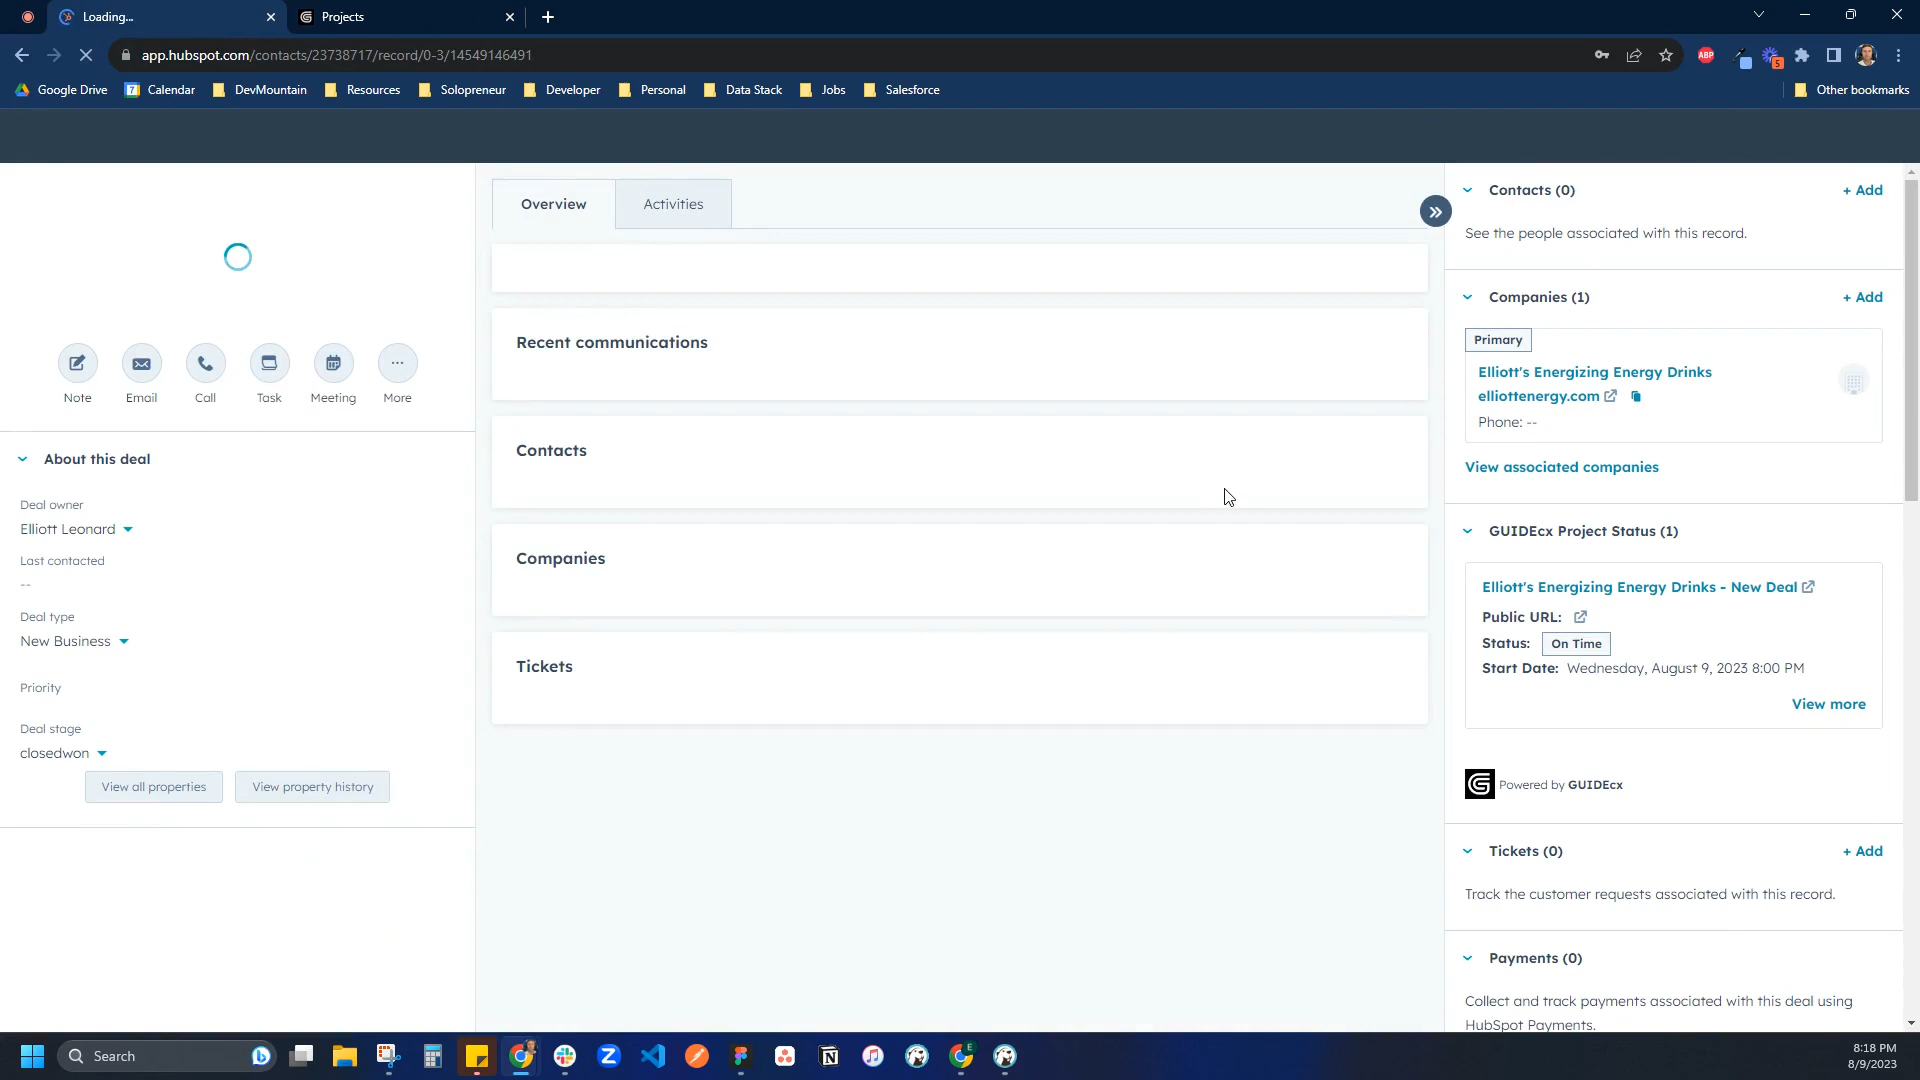 Loading...
Projects
app.hubspot.com/contacts/23738717/record/0-3/14549146491
ABP
5
Google Drive
7
Calendar
DevMountain
Resources
Solopreneur
Developer
Personal
Data Stack
Jobs
Salesforce
Other bookmarks
Note
Email
Call
Task
Meeting
More
About this deal
Deal owner
Elliott Leonard
Last contacted
--
Deal type
New Business
Priority
Deal stage
closedwon
View all properties
View property history
Overview
Activities
Recent communications
Contacts
Companies
Tickets
Contacts (0)
+ Add
See the people associated with this record.
Companies (1)
+ Add
Primary
Elliott's Energizing Energy Drinks
elliottenergy.com
Phone: --
View associated companies
GUIDEcx Project Status (1)
Elliott's Energizing Energy Drinks - New Deal
Public URL:
Status: On Time
Start Date: Wednesday, August 9, 2023 8:00 PM
View more
Powered by GUIDEcx
Tickets (0)
+ Add
Track the customer requests associated with this record.
Payments (0)
Collect and track payments associated with this deal using
HubSpot Payments.
Search
8:18 PM
8/9/2023